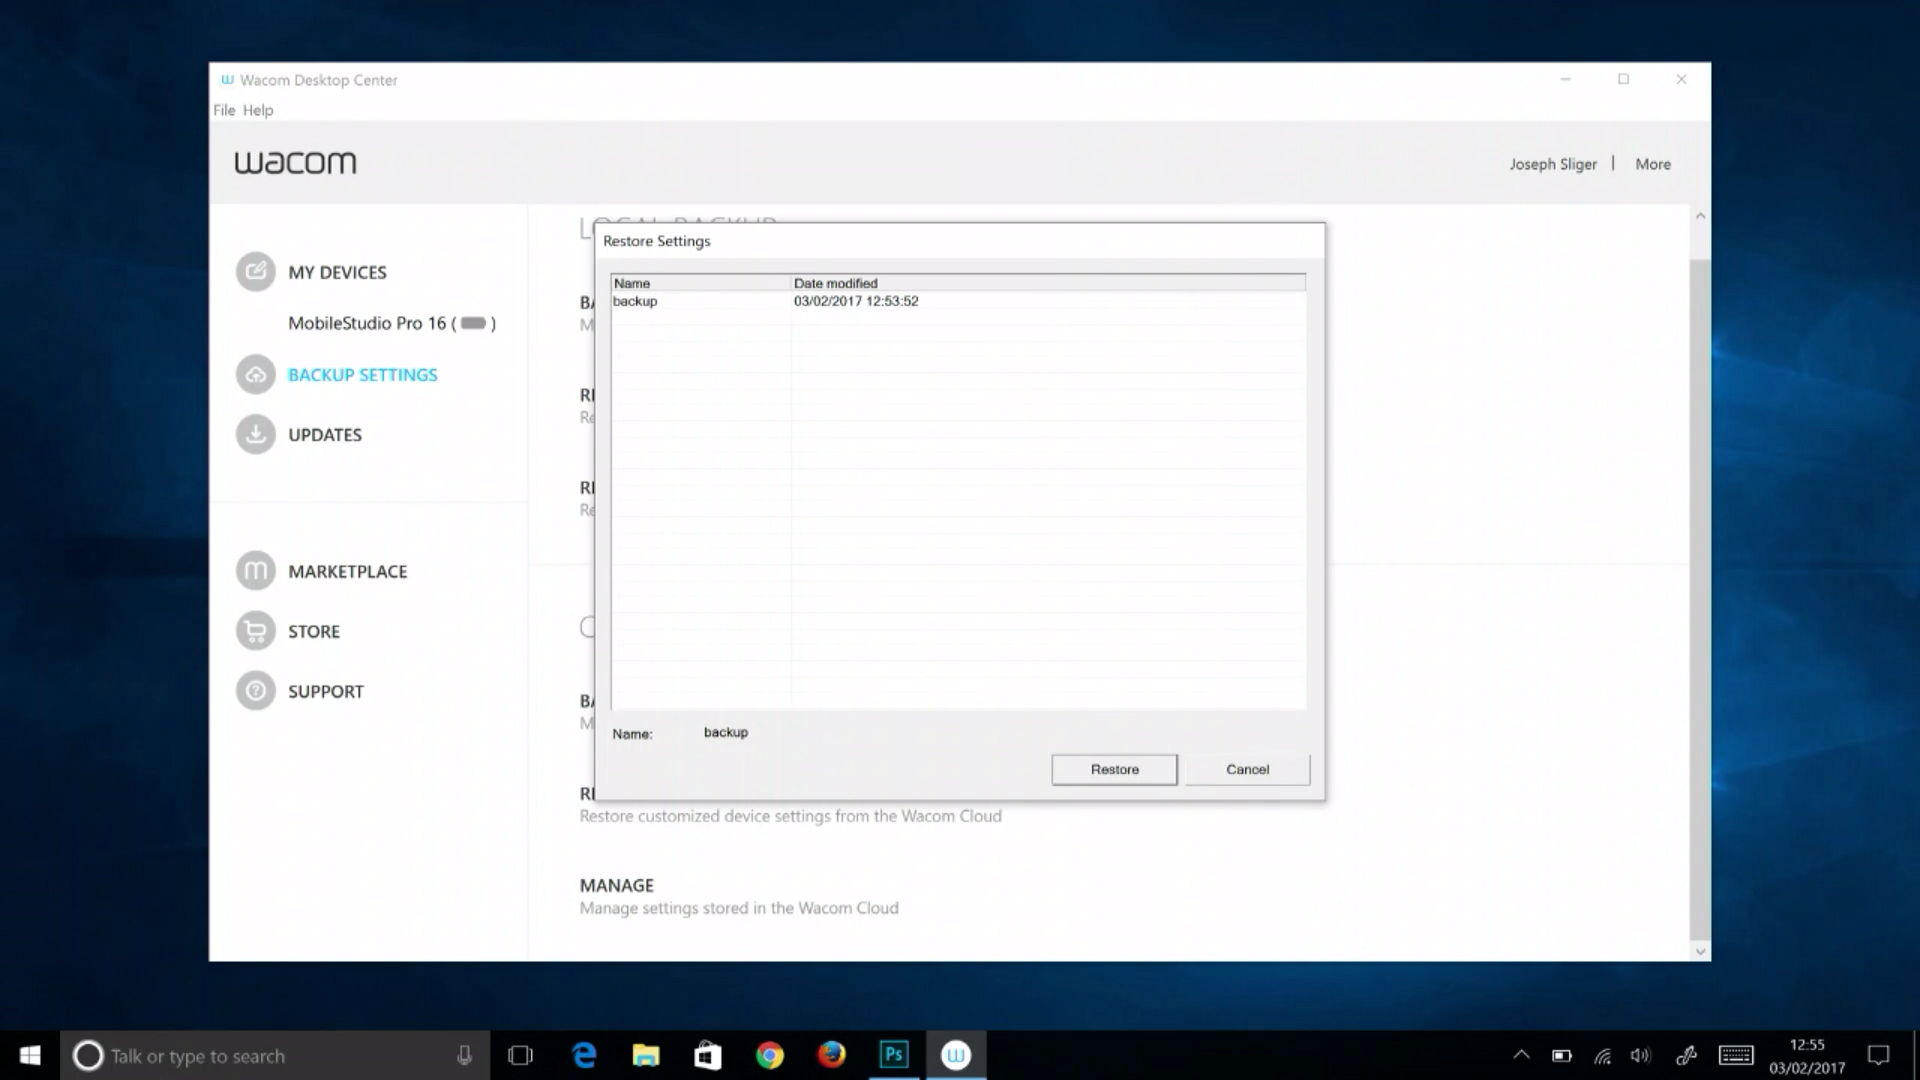 Wacom Desktop Center
File Help
wacom
Joseph Sliger | More
MY DEVICES
MobileStudio Pro 16 ( )
BACKUP SETTINGS
UPDATES
MARKETPLACE
STORE
SUPPORT
Restore Settings
Name Date modified
backup 03/02/2017 12:53:52
Name: backup
Restore Cancel
Restore customized device settings from the Wacom Cloud
MANAGE
Manage settings stored in the Wacom Cloud
Talk or type to search
Ps
12:55
03/02/2017